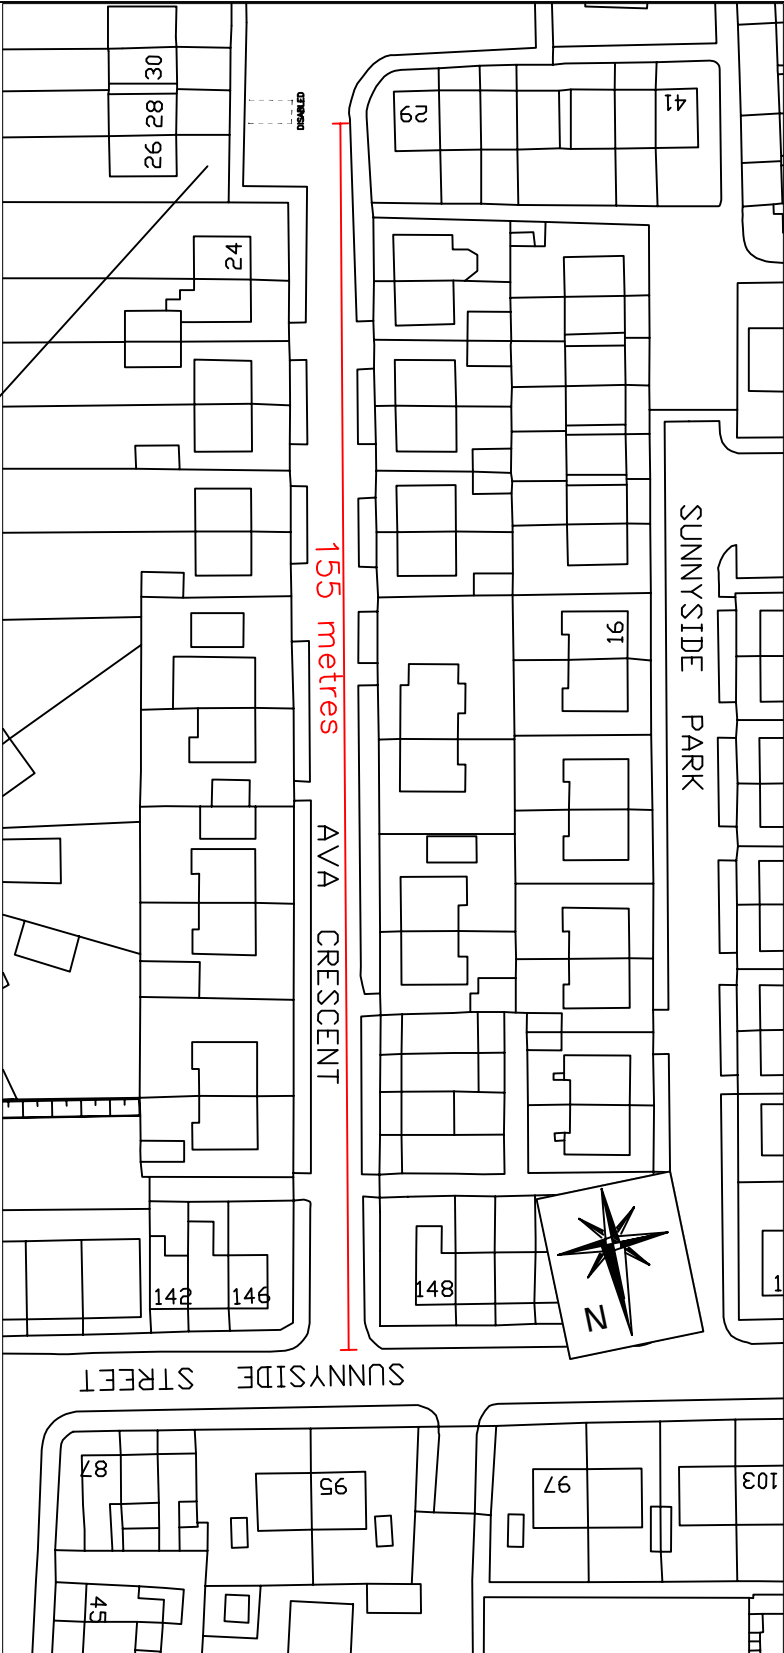 30
28
26
DISABLED
29
41
24
155 metres
SUNNYSIDE PARK
16
AVA CRESCENT
142
146
148
N
SUNNYSIDE STREET
87
95
97
103
45